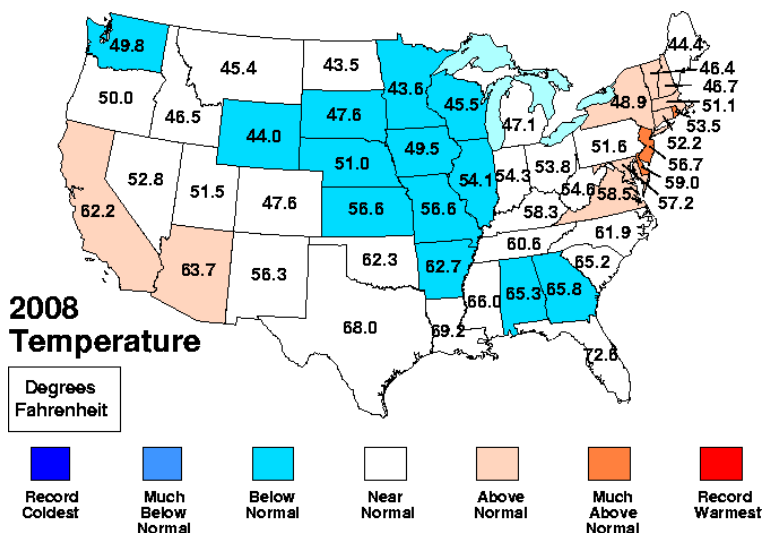 49.8
45.4
43.5
43.6
44.4
46.4
46.7
51.1
53.5
52.2
56.7
59.0
57.2
50.0
46.5
44.0
47.6
45.5
47.1
48.9
51.6
52.8
51.5
47.6
51.0
49.5
54.1
54.3
53.8
54.6
58.5
62.2
56.6
56.6
58.3
61.9
63.7
56.3
62.3
62.7
60.6
65.2
68.0
69.2
66.0
65.3
65.8
72.6
2008
Temperature
Degrees
Fahrenheit
Record
Coldest
Much
Below
Normal
Below
Normal
Near
Normal
Above
Normal
Much
Above
Normal
Record
Warmest